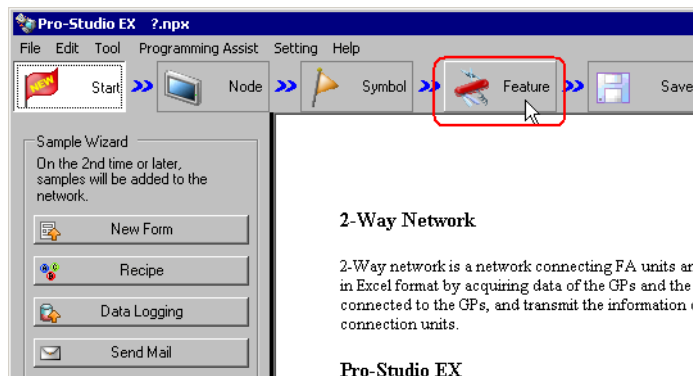 Pro-Studio EX ?.npx
File Edit Tool Programming Assist Setting Help
NEW Start Node Symbol Feature Save
Sample Wizard
On the 2nd time or later,
samples will be added to the
network.
New Form
Recipe
Data Logging
Send Mail
2-Way Network
2-Way network is a network connecting FA units
in Excel format by acquiring data of the GPs and the
connected to the GPs, and transmit the information
connection units.
Pro-Studio EX